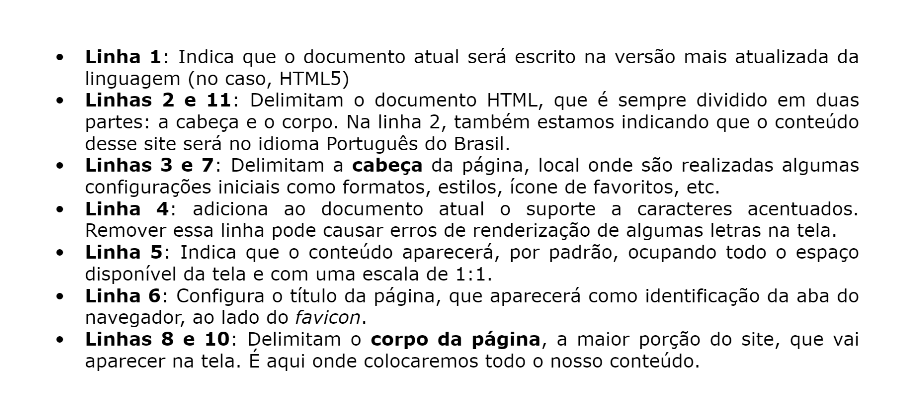 • Linha 1: Indica que o documento atual será escrito na versão mais atualizada da
linguagem (no caso, HTML5)
• Linhas 2 e 11: Delimitam o documento HTML, que é sempre dividido em duas
partes: a cabeça e o corpo. Na linha 2, também estamos indicando que o conteúdo
desse site será no idioma Português do Brasil.
• Linhas 3 e 7: Delimitam a cabeça da página, local onde são realizadas algumas
configurações iniciais como formatos, estilos, ícone de favoritos, etc.
• Linha 4: adiciona ao documento atual o suporte a caracteres acentuados.
Remover essa linha pode causar erros de renderização de algumas letras na tela.
• Linha 5: Indica que o conteúdo aparecerá, por padrão, ocupando todo o espaço
disponível da tela e com uma escala de 1:1.
• Linha 6: Configura o título da página, que aparecerá como identificação da aba do
navegador, ao lado do favicon.
• Linhas 8 e 10: Delimitam o corpo da página, a maior porção do site, que vai
aparecer na tela. É aqui onde colocaremos todo o nosso conteúdo.